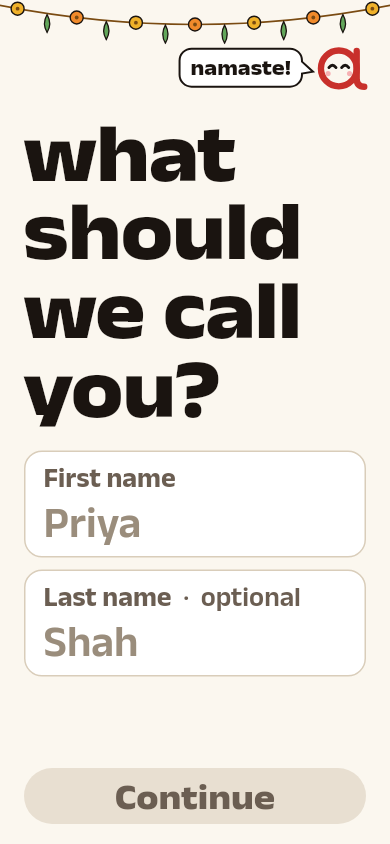 namaste!
what
should
we call
you?
First name
Priya
Last name · optional
Shah
Continue